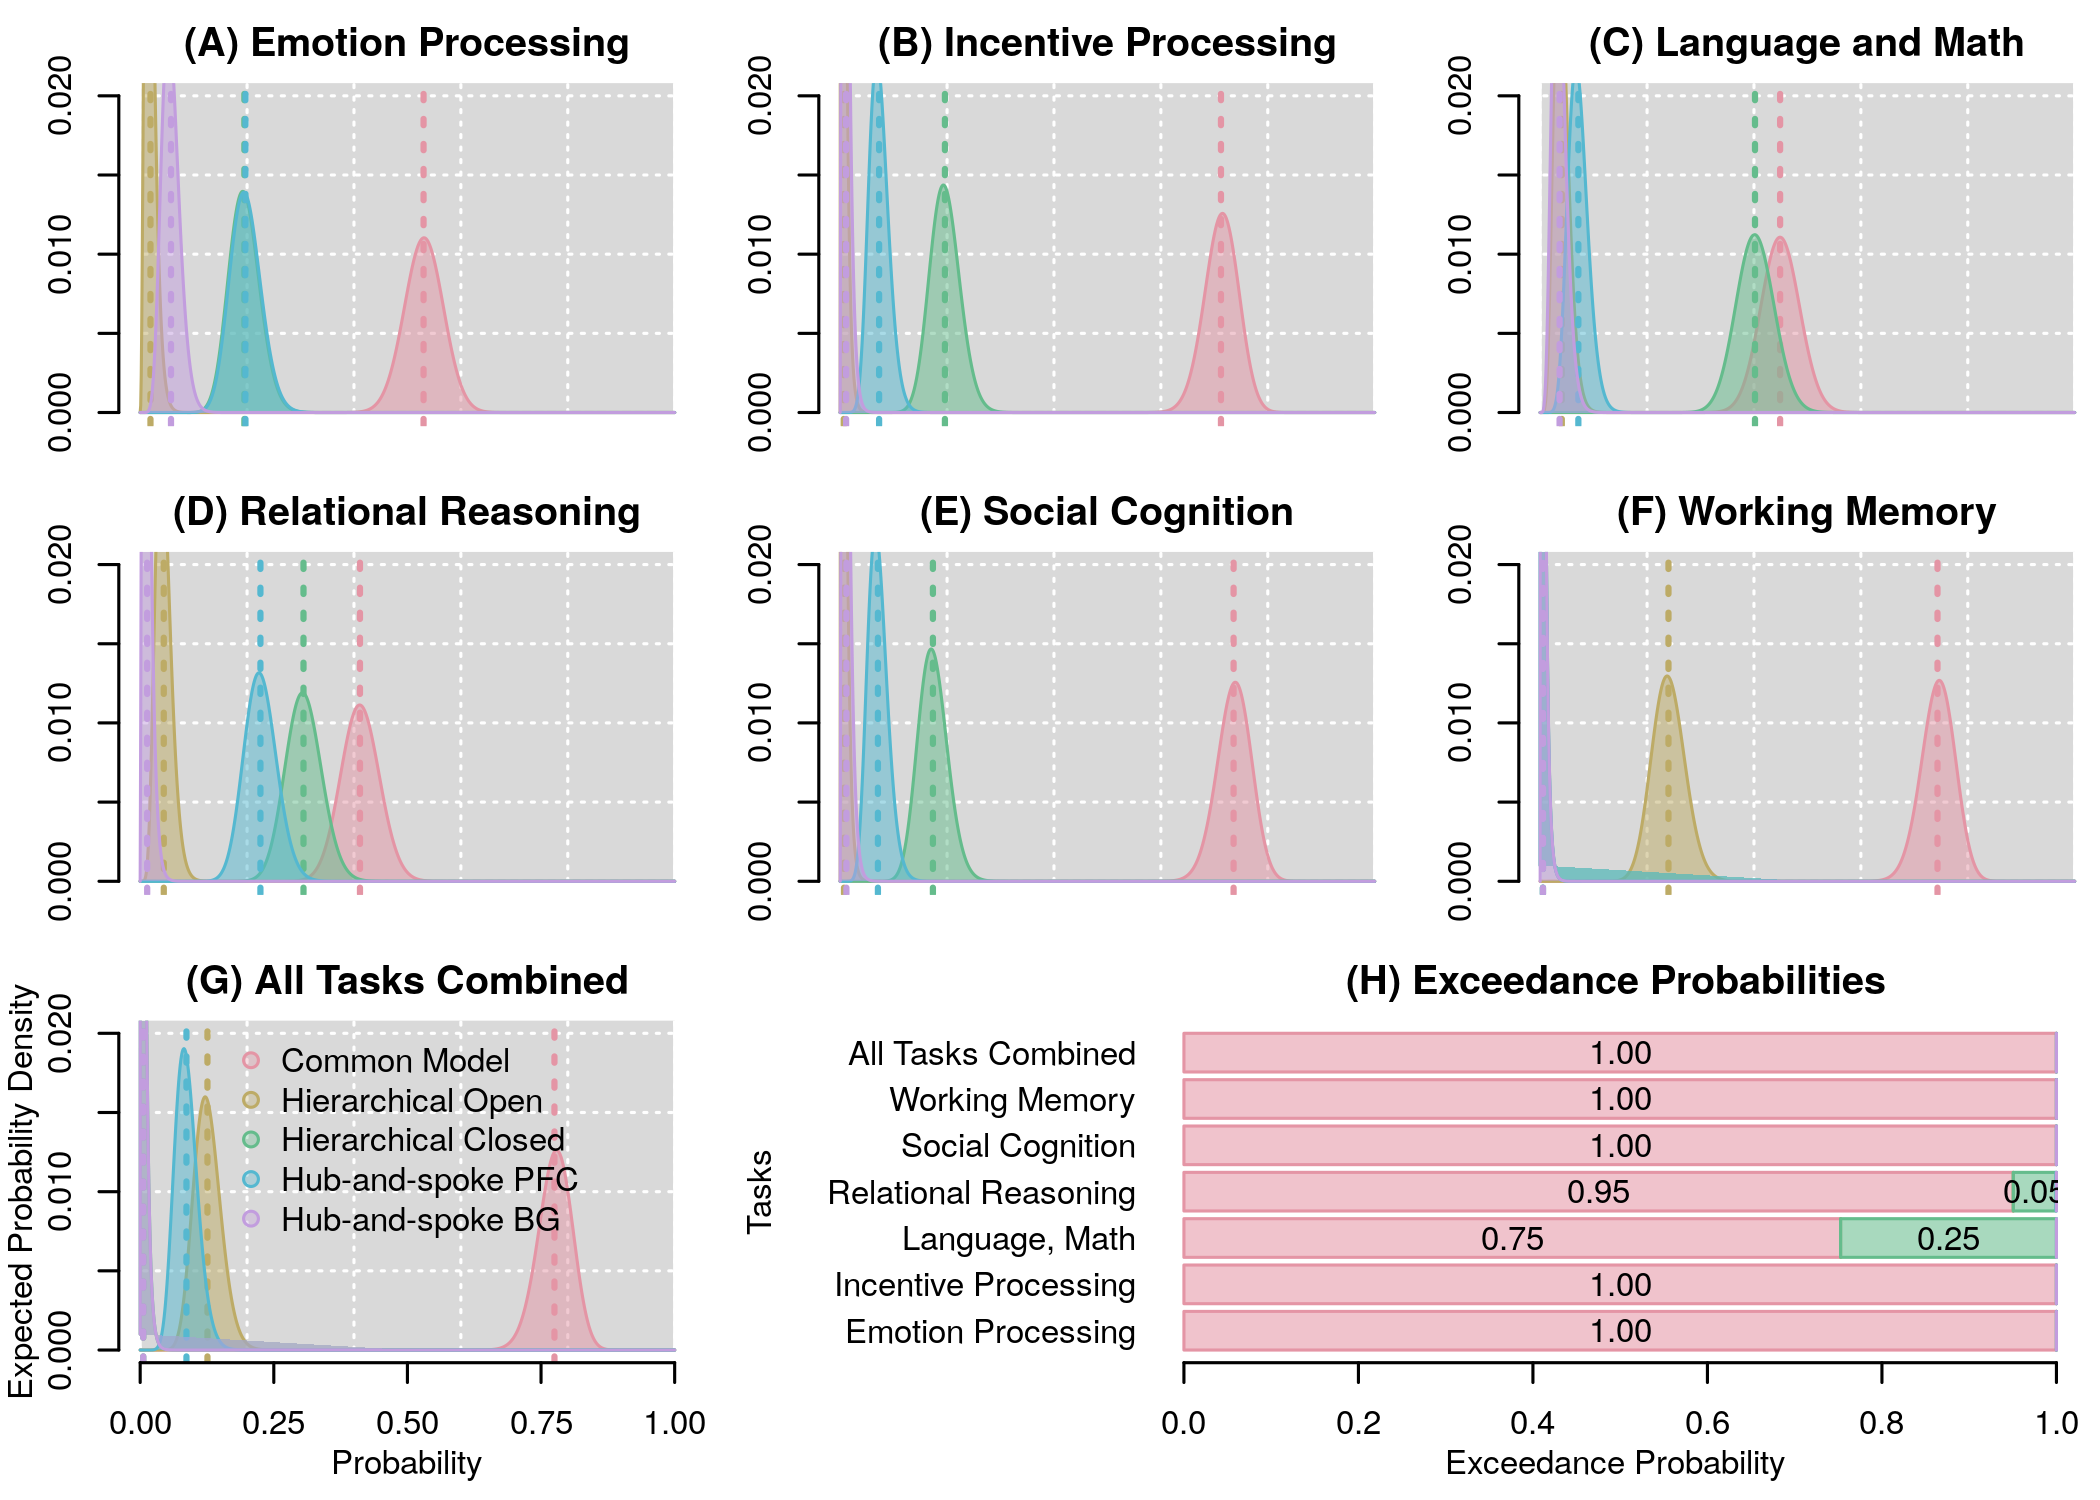 (A) Emotion Processing
0.020
0.010
0.000
(B) Incentive Processing
0.020
0.010
0.000
(C) Language and Math
0.020
0.010
0.000
(D) Relational Reasoning
0.020
0.010
0.000
(E) Social Cognition
0.020
0.010
0.000
(F) Working Memory
0.020
0.010
0.000
(G) All Tasks Combined
Expected Probability Density
0.020
0.010
0.000
Common Model
Hierarchical Open
Hierarchical Closed
Hub-and-spoke PFC
Hub-and-spoke BG
0.00 0.25 0.50 0.75 1.00
Probability
(H) Exceedance Probabilities
Tasks
All Tasks Combined 1.00
Working Memory 1.00
Social Cognition 1.00
Relational Reasoning 0.95 0.05
Language, Math 0.75 0.25
Incentive Processing 1.00
Emotion Processing 1.00
0.0 0.2 0.4 0.6 0.8 1.0
Exceedance Probability